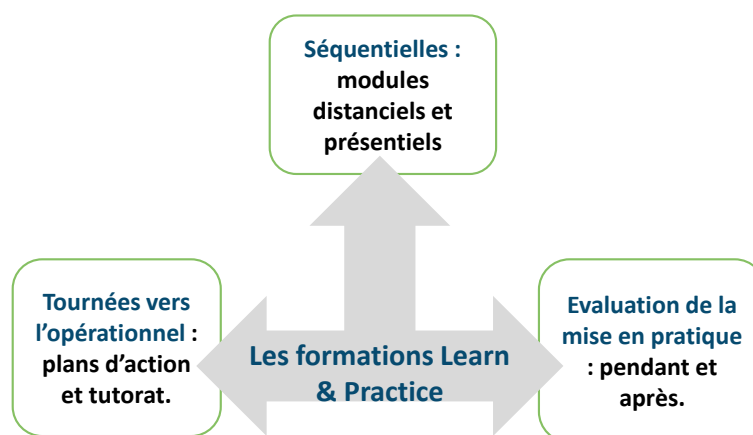 Séquentielles :
modules
distanciels et
présentiels
Tournées vers
l’opérationnel :
plans d’action
et tutorat.
Les formations Learn
& Practice
Evaluation de la
mise en pratique
: pendant et
après.